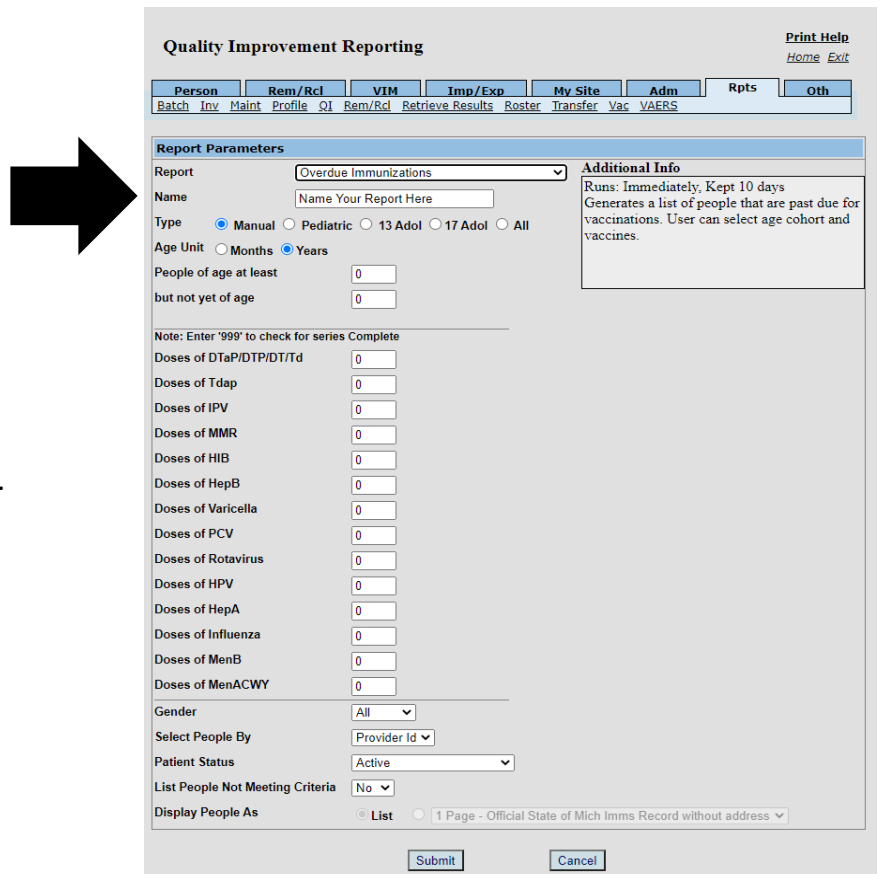 Quality Improvement Reporting
Print Help
Home Exit
Person Rem/Rcl VIM Imp/Exp My Site Adm Rpts Oth
Batch Inv Maint Profile QI Rem/Rcl Retrieve Results Roster Transfer Vac VAERS
Report Parameters
Report Overdue Immunizations
Name Name Your Report Here
Type Manual Pediatric 13 Adol 17 Adol All
Age Unit Months Years
People of age at least 0
but not yet of age 0
Additional Info
Runs: Immediately, Kept 10 days
Generates a list of people that are past due for
vaccinations. User can select age cohort and
vaccines.
Note: Enter '999' to check for series Complete
Doses of DTaP/DTP/DT/Td 0
Doses of Tdap 0
Doses of IPV 0
Doses of MMR 0
Doses of HIB 0
Doses of HepB 0
Doses of Varicella 0
Doses of PCV 0
Doses of Rotavirus 0
Doses of HPV 0
Doses of HepA 0
Doses of Influenza 0
Doses of MenB 0
Doses of MenACWY 0
Gender All
Select People By Provider Id
Patient Status Active
List People Not Meeting Criteria No
Display People As List 1 Page - Official State of Mich Imms Record without address
Submit Cancel
.